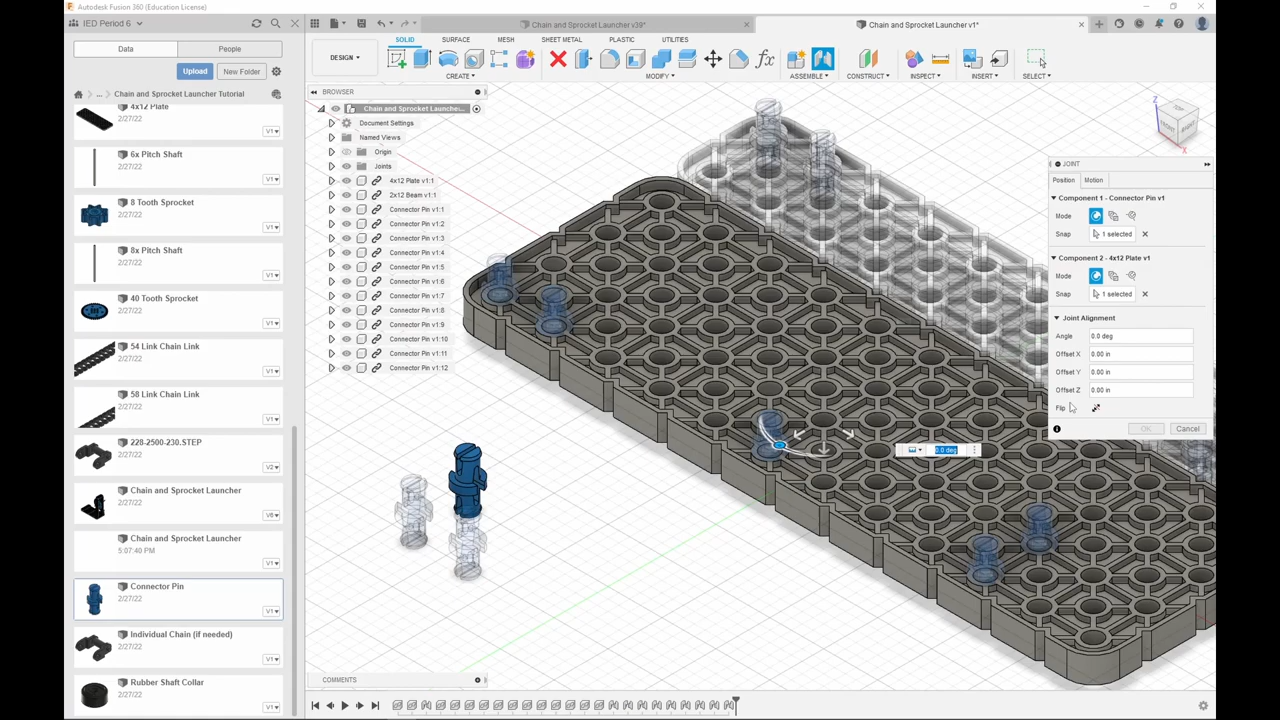 Autodesk Fusion 360 (Education License)
IED Period 6
Chain and Sprocket Launcher v39*
Chain and Sprocket Launcher v1*
Data
People
Upload
New Folder
... > Chain and Sprocket Launcher Tutorial
4x12 Plate
2/27/22
V1
6x Pitch Shaft
2/27/22
V1
8 Tooth Sprocket
2/27/22
V1
8x Pitch Shaft
2/27/22
V1
40 Tooth Sprocket
2/27/22
V1
54 Link Chain Link
2/27/22
V1
58 Link Chain Link
2/27/22
V1
228-2500-230.STEP
2/27/22
V2
Chain and Sprocket Launcher
2/27/22
V6
Chain and Sprocket Launcher
5:07:40 PM
V1
Connector Pin
2/27/22
V1
Individual Chain (if needed)
2/27/22
V1
Rubber Shaft Collar
2/27/22
V1
DESIGN
SOLID
SURFACE
MESH
SHEET METAL
PLASTIC
UTILITIES
CREATE
MODIFY
ASSEMBLE
CONSTRUCT
INSPECT
INSERT
SELECT
BROWSER
Chain and Sprocket Launche...
Document Settings
Named Views
Origin
Joints
4x12 Plate v1:1
2x12 Beam v1:1
Connector Pin v1:1
Connector Pin v1:2
Connector Pin v1:3
Connector Pin v1:4
Connector Pin v1:5
Connector Pin v1:6
Connector Pin v1:7
Connector Pin v1:8
Connector Pin v1:9
Connector Pin v1:10
Connector Pin v1:11
Connector Pin v1:12
Z
TOP
FRONT
RIGHT
X
JOINT
Position
Motion
Component 1 - Connector Pin v1
Mode
Snap
1 selected
Component 2 - 4x12 Plate v1
Mode
Snap
1 selected
Joint Alignment
Angle
0.0 deg
Offset X
0.00 in
Offset Y
0.00 in
Offset Z
0.00 in
Flip
OK
Cancel
0.0 deg
COMMENTS